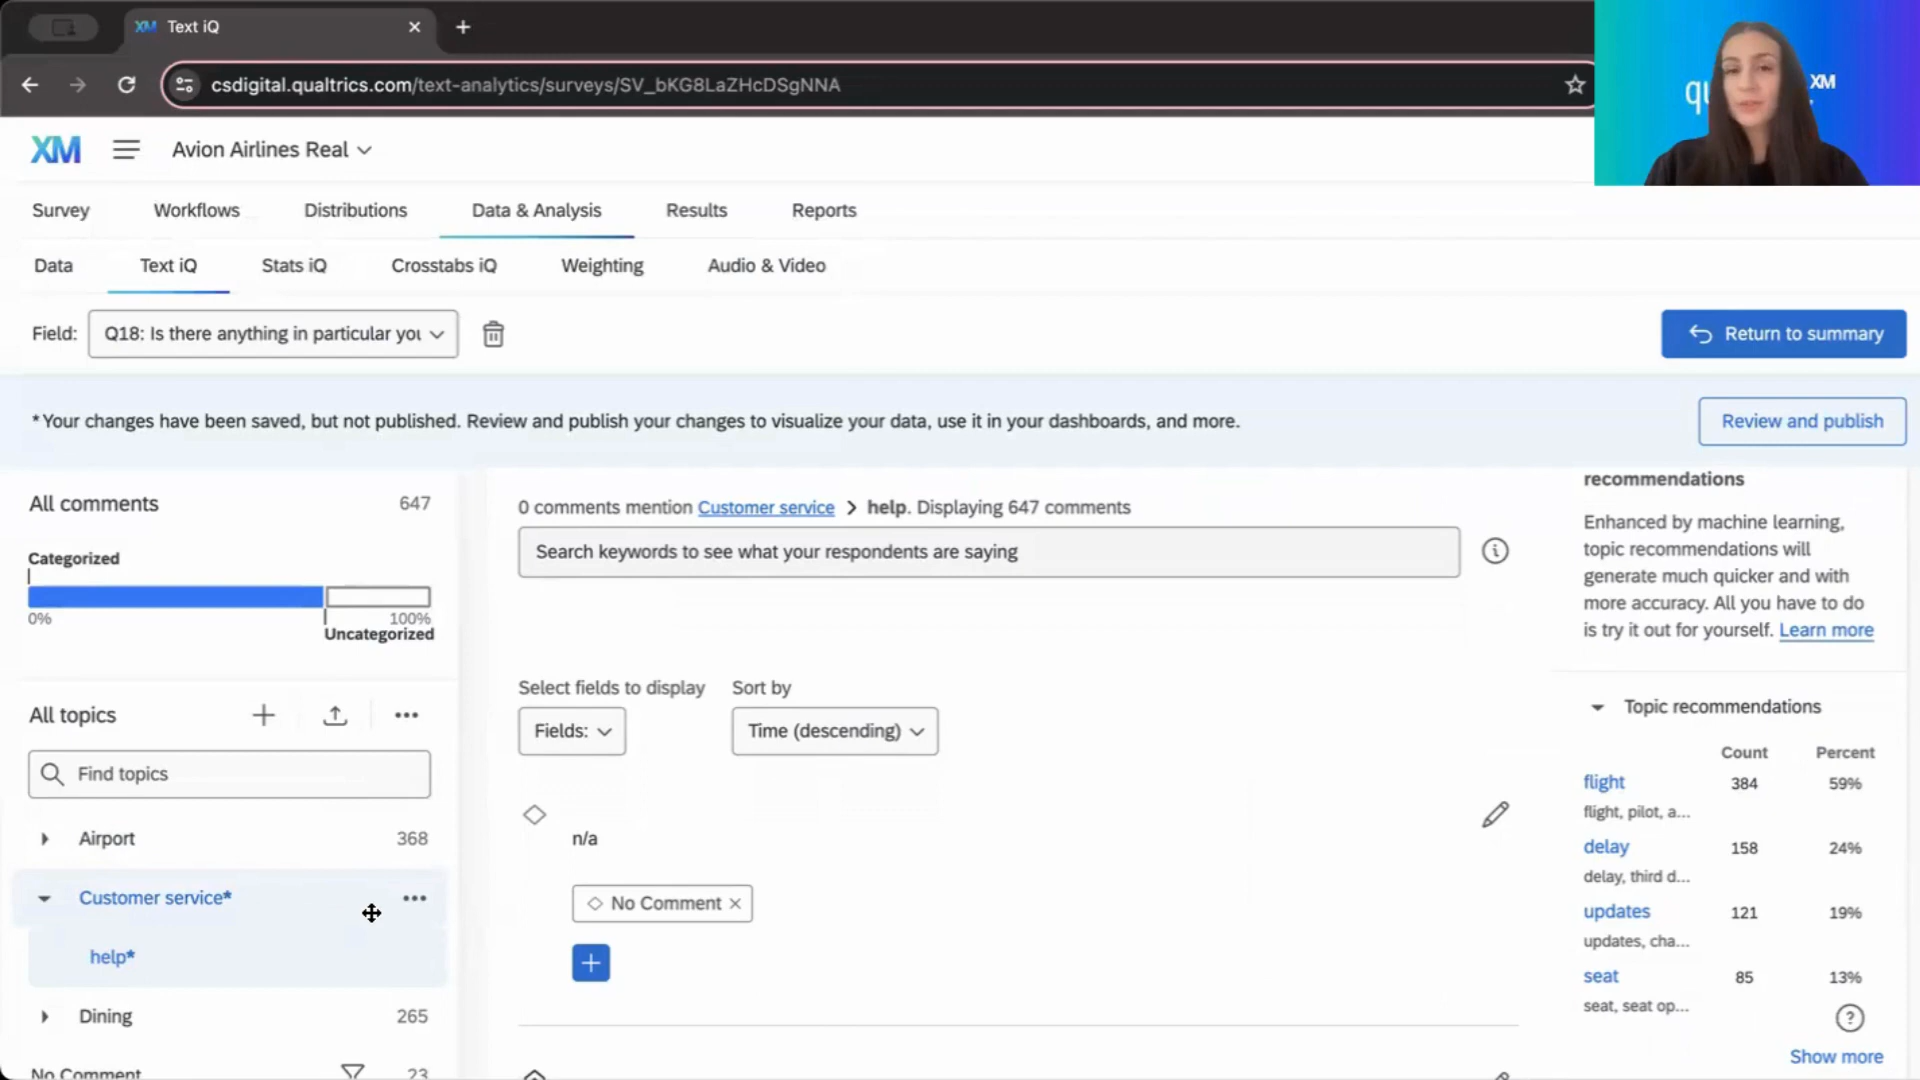 XM Text iQ
csdigital.qualtrics.com/text-analytics/surveys/SV_bKG8LaZHcDSgNNA
XM
XM Avion Airlines Real
Survey Workflows Distributions Data & Analysis Results Reports
Data Text iQ Stats iQ Crosstabs iQ Weighting Audio & Video
Field: Q18: Is there anything in particular you Return to summary
*Your changes have been saved, but not published. Review and publish your changes to visualize your data, use it in your dashboards, and more. Review and publish
All comments 647
Categorized
0% 100%
Uncategorized
All topics
Find topics
Airport 368
Customer service*
help*
Dining 265
No Comment 23
0 comments mention Customer service > help. Displaying 647 comments
Search keywords to see what your respondents are saying
Select fields to display Sort by
Fields: Time (descending)
n/a
No Comment
recommendations
Enhanced by machine learning,
topic recommendations will
generate much quicker and with
more accuracy. All you have to do
is try it out for yourself. Learn more
Topic recommendations
Count Percent
flight 384 59%
flight, pilot, a...
delay 158 24%
delay, third d...
updates 121 19%
updates, cha...
seat 85 13%
seat, seat op...
Show more